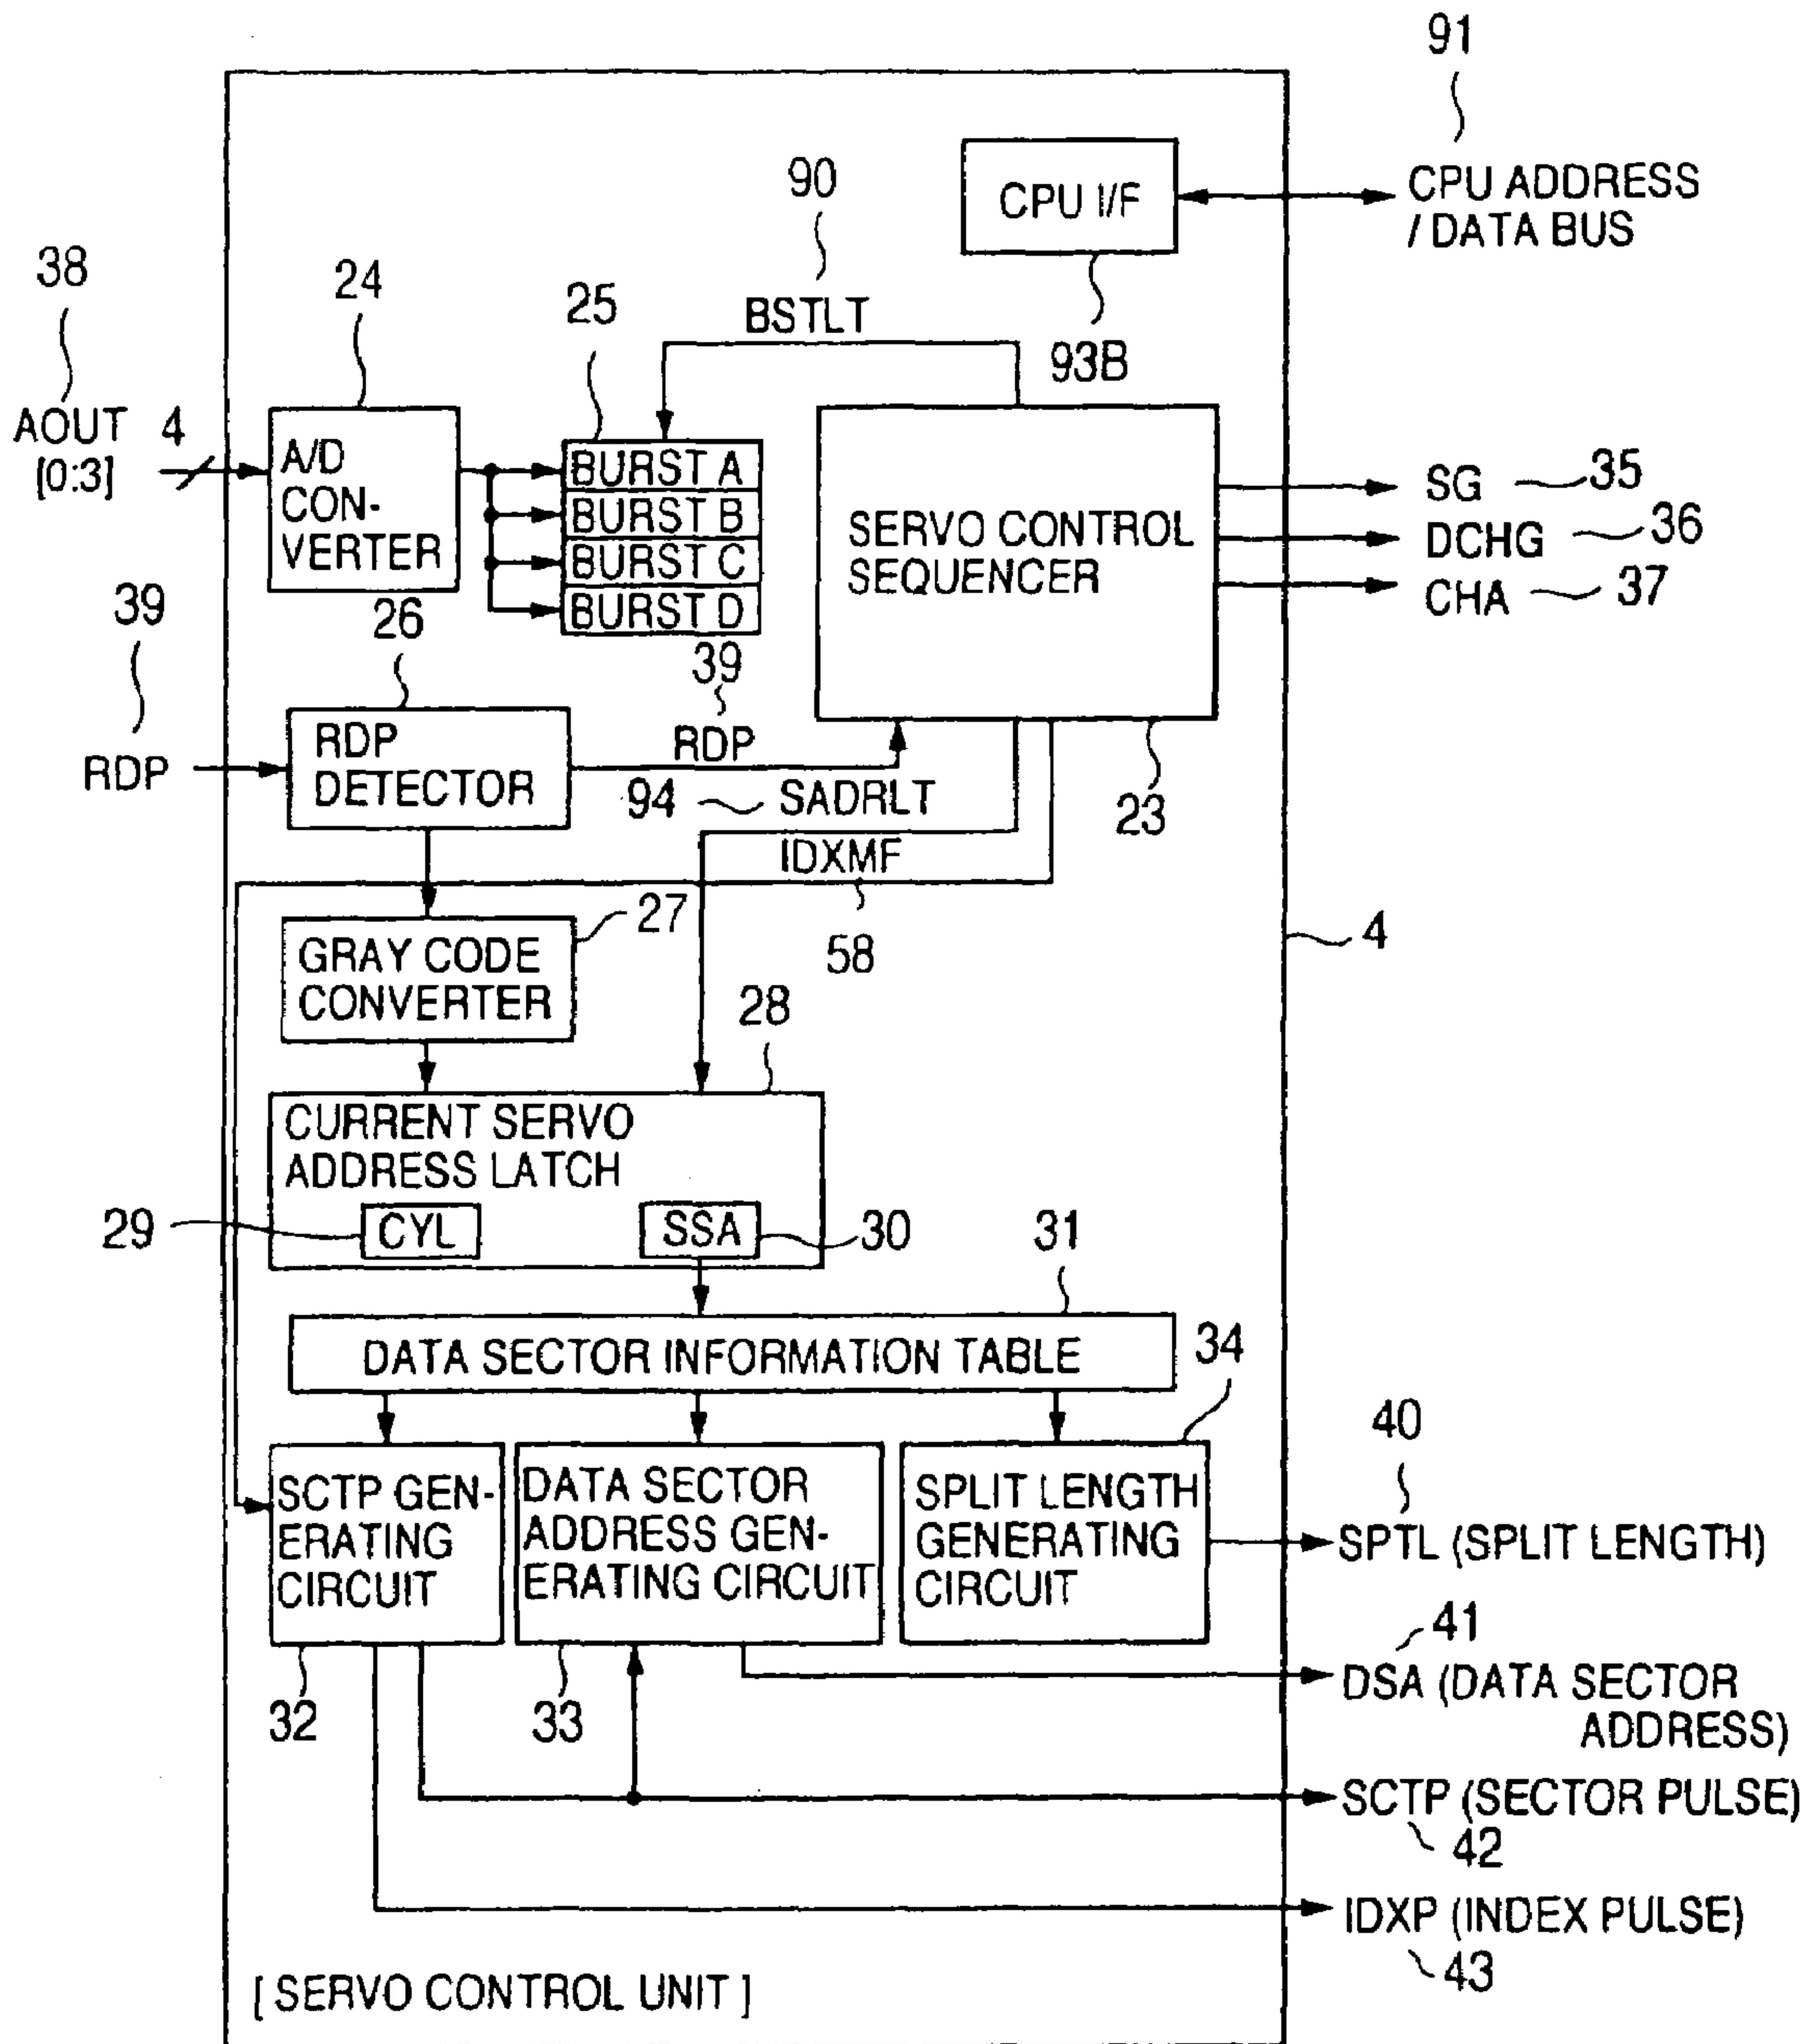 91
CPU ADDRESS
/ DATA BUS
CPU I/F
93B
90
BSTLT
38
AOUT
[0:3]
4
24
A/D
CON-
VERTER
25
BURST A
BURST B
BURST C
BURST D
SERVO CONTROL
SEQUENCER
23
SG 35
DCHG 36
CHA 37
39
RDP
26
RDP
DETECTOR
39
RDP
94 SADRLT
IDXMF
58
4
27
GRAY CODE
CONVERTER
28
CURRENT SERVO
ADDRESS LATCH
29
CYL
SSA
30
31
DATA SECTOR INFORMATION TABLE
34
SCTP GEN-
ERATING
CIRCUIT
32
DATA SECTOR
ADDRESS GEN-
ERATING CIRCUIT
33
SPLIT LENGTH
GENERATING
CIRCUIT
40
SPTL (SPLIT LENGTH)
41
DSA (DATA SECTOR
ADDRESS)
SCTP (SECTOR PULSE)
42
IDXP (INDEX PULSE)
43
[ SERVO CONTROL UNIT ]